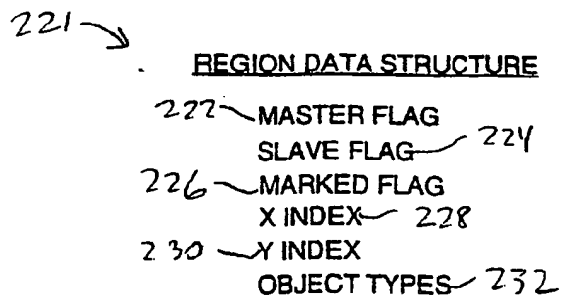 221
REGION DATA STRUCTURE
222 MASTER FLAG
SLAVE FLAG 224
226 MARKED FLAG
X INDEX 228
230 Y INDEX
OBJECT TYPES 232